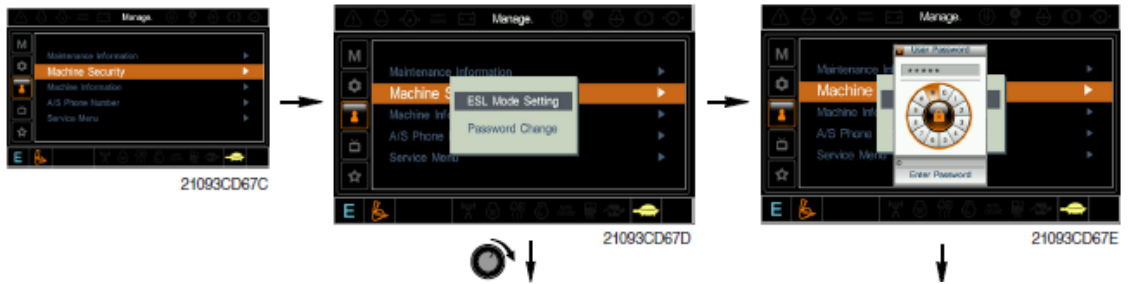 Manage.
M
Maintenance Information
Machine Security
Machine Information
A/S Phone Number
Service Menu
E
21093CD67C
Manage.
M
Maintenance Information
Machine S
ESL Mode Setting
Machine Inf
Password Change
A/S Phone
Service Menu
E
21093CD67D
Manage.
M
User Password
Maintenance In
*****
Machine
Machine Inf
A/S Phone
Service Menu
Enter Password
E
21093CD67E